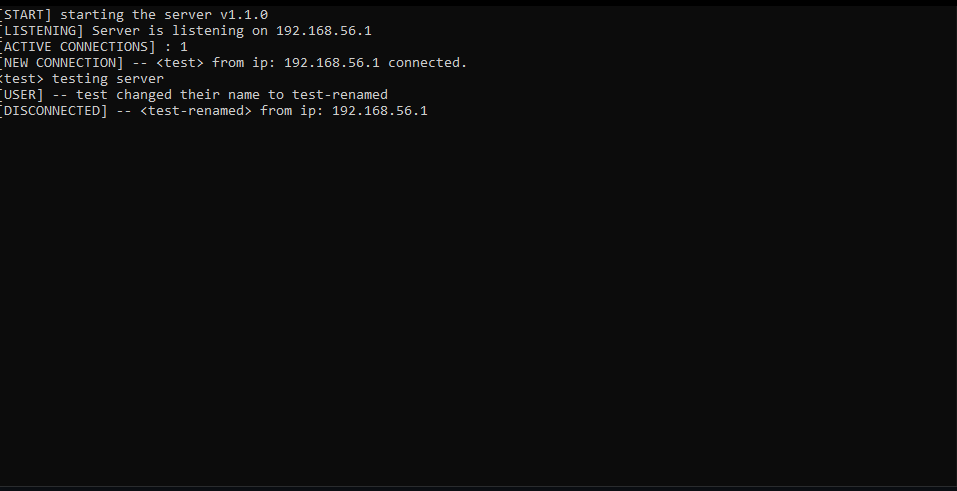 [START] starting the server v1.1.0
[LISTENING] Server is listening on 192.168.56.1
[ACTIVE CONNECTIONS] : 1
[NEW CONNECTION] -- <test> from ip: 192.168.56.1 connected.
<test> testing server
[USER] -- test changed their name to test-renamed
[DISCONNECTED] -- <test-renamed> from ip: 192.168.56.1